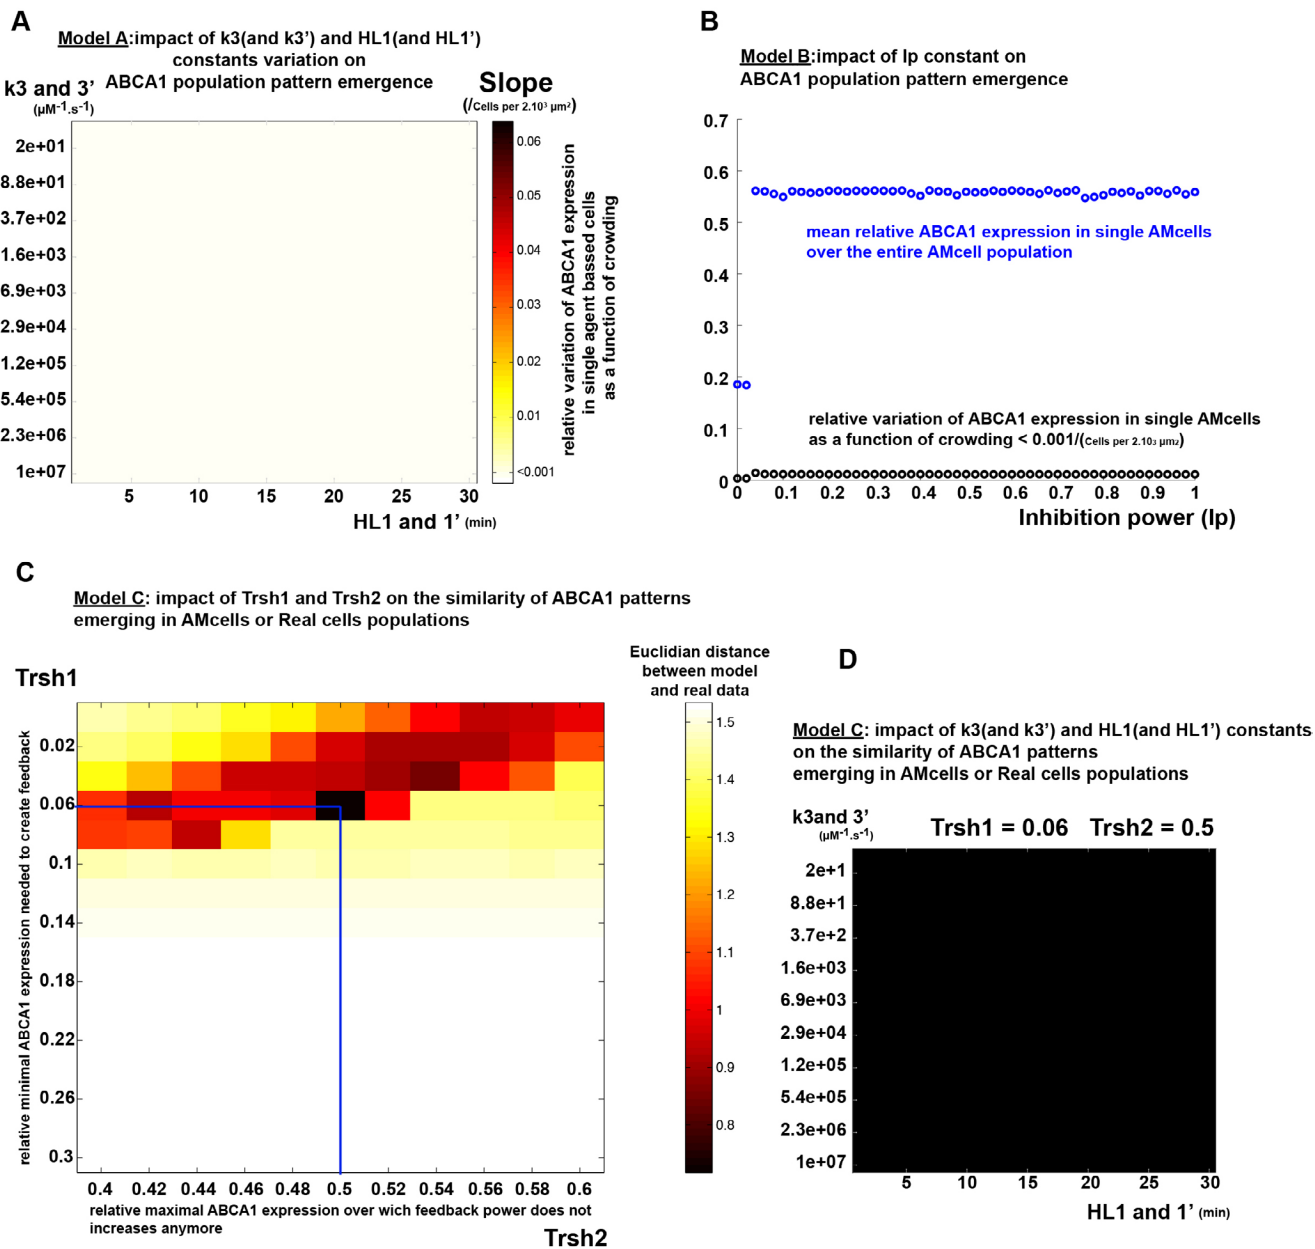 A
Model A:impact of k3(and k3') and HL1(and HL1')
constants variation on
ABCA1 population pattern emergence
k3 and 3'
(µM-1.s-1)
Slope
(/Cells per 2.10³ µm²)
2e+01
8.8e+01
3.7e+02
1.6e+03
6.9e+03
2.9e+04
1.2e+05
5.4e+05
2.3e+06
1e+07
5 10 15 20 25 30
HL1 and 1' (min)
0.06
0.05
0.04
0.03
0.02
0.01
<0.001
relative variation of ABCA1 expression
in single agent bassed cells
as a function of crowding
B
Model B:impact of Ip constant on
ABCA1 population pattern emergence
0.7
0.6
0.5
0.4
0.3
0.2
0.1
0
mean relative ABCA1 expression in single AMcells
over the entire AMcell population
relative variation of ABCA1 expression in single AMcells
as a function of crowding < 0.001/(Cells per 2.10₃ µm₂)
0 0.1 0.2 0.3 0.4 0.5 0.6 0.7 0.8 0.9 1
Inhibition power (Ip)
C
Model C: impact of Trsh1 and Trsh2 on the similarity of ABCA1 patterns
emerging in AMcells or Real cells populations
Trsh1
relative minimal ABCA1 expression needed to create feedback
0.02
0.06
0.1
0.14
0.18
0.22
0.26
0.3
0.4 0.42 0.44 0.46 0.48 0.5 0.52 0.54 0.56 0.58 0.6
relative maximal ABCA1 expression over wich feedback power does not
increases anymore
Trsh2
Euclidian distance
between model
and real data
1.5
1.4
1.3
1.2
1.1
1
0.9
0.8
D
Model C: impact of k3(and k3') and HL1(and HL1') constants
on the similarity of ABCA1 patterns
emerging in AMcells or Real cells populations
k3and 3'
(µM-1.s-1)
Trsh1 = 0.06 Trsh2 = 0.5
2e+1
8.8e+1
3.7e+2
1.6e+03
6.9e+03
2.9e+04
1.2e+05
5.4e+05
2.3e+06
1e+07
5 10 15 20 25 30
HL1 and 1' (min)